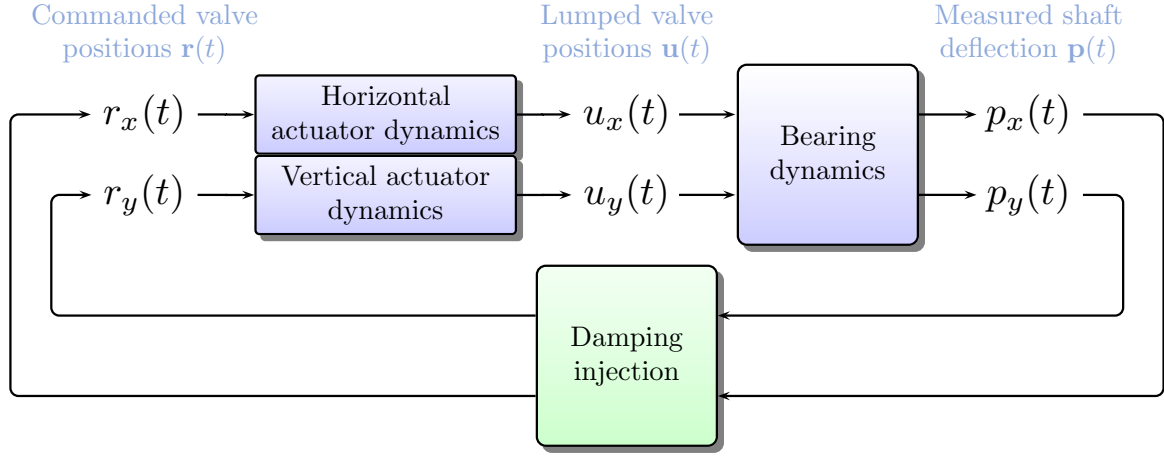 Commanded valve
positions r(t)
Lumped valve
positions u(t)
Measured shaft
deflection p(t)
r_x(t)
Horizontal
actuator dynamics
u_x(t)
Bearing
dynamics
p_x(t)
r_y(t)
Vertical actuator
dynamics
u_y(t)
p_y(t)
Damping
injection